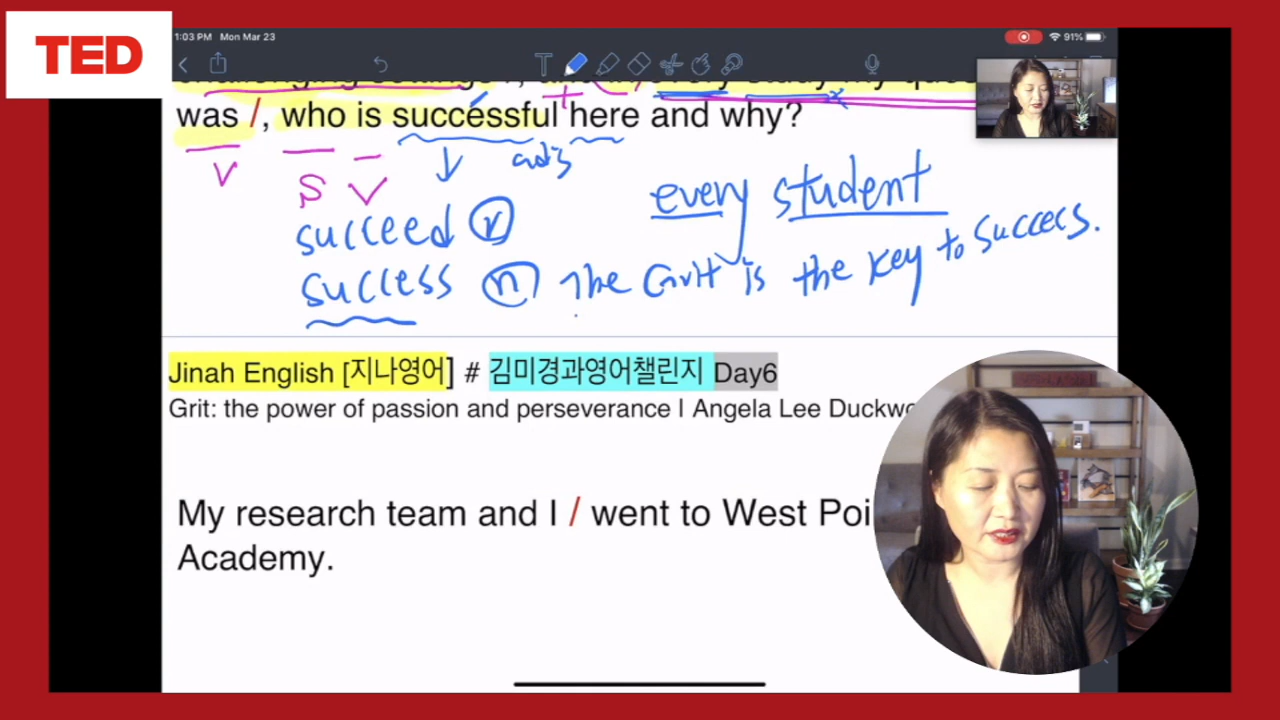 TED
1:03 PM Mon Mar 23
91%
was /, who is successful here and why?
V
S V
adj
every student
succeed v
success n The Grit is the key to success.
Jinah English [지나영어] # 김미경과영어챌린지 Day6
Grit: the power of passion and perseverance | Angela Lee Duckwo
My research team and I / went to West Poi
Academy.